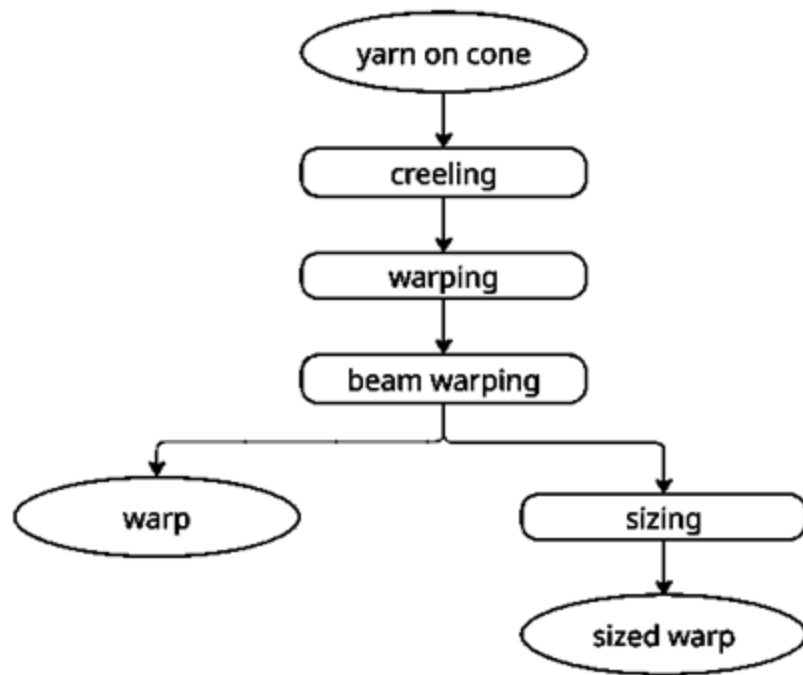 yarn on cone
creeling
warping
beam warping
warp
sizing
sized warp